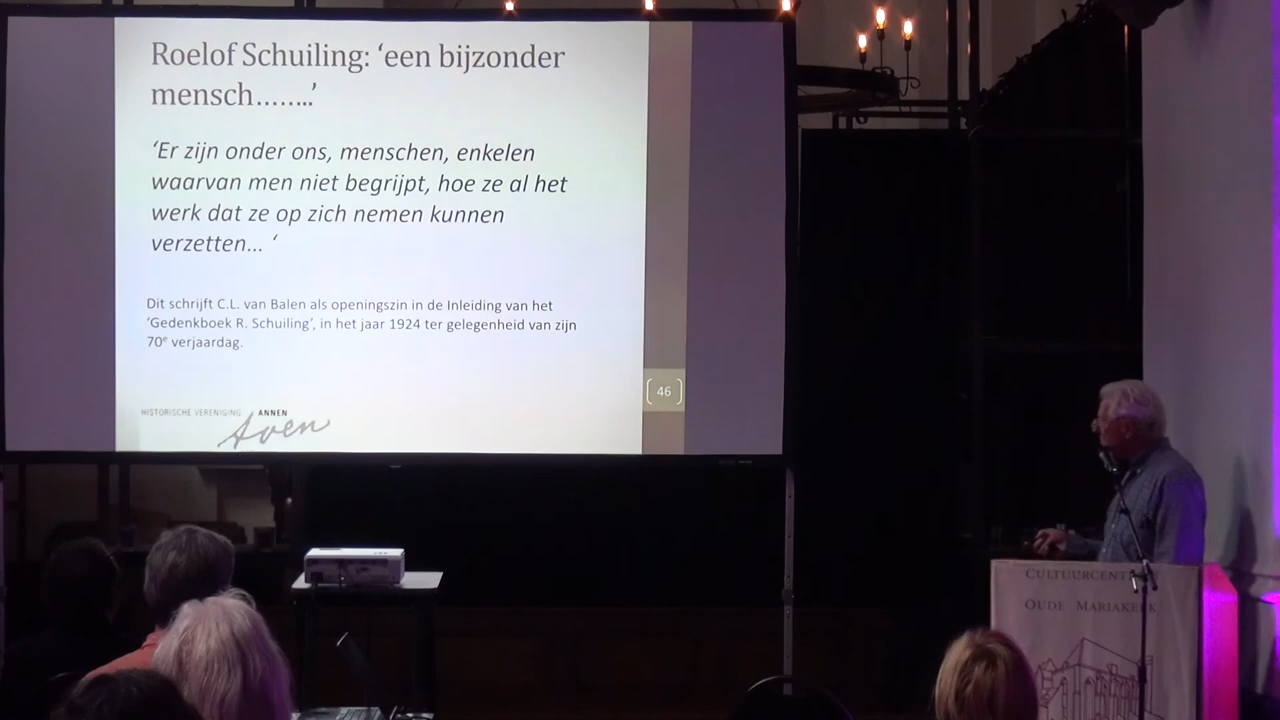 Roelof Schuiling: ‘een bijzonder
mensch……..’
‘Er zijn onder ons, menschen, enkelen
waarvan men niet begrijpt, hoe ze al het
werk dat ze op zich nemen kunnen
verzetten... ‘
Dit schrijft C.L. van Balen als openingszin in de Inleiding van het
‘Gedenkboek R. Schuiling’, in het jaar 1924 ter gelegenheid van zijn
70e verjaardag.
46
HISTORISCHE VERENIGING ANNEN
Aven
CULTUURCENT
OUDE MARIAKERK